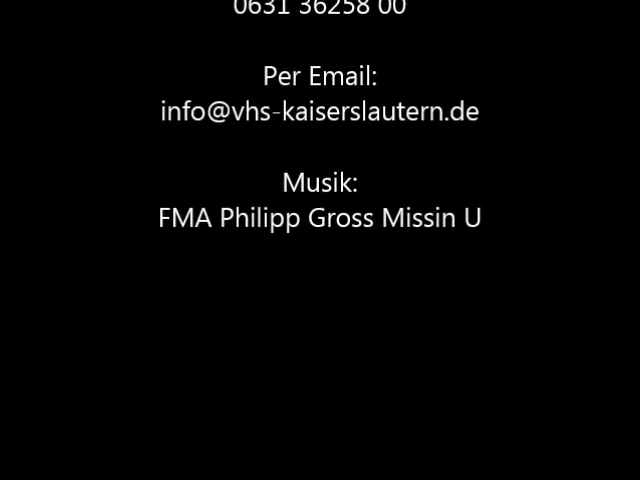 0631 36258 00
Per Email:
info@vhs-kaiserslautern.de
Musik:
FMA Philipp Gross Missin U